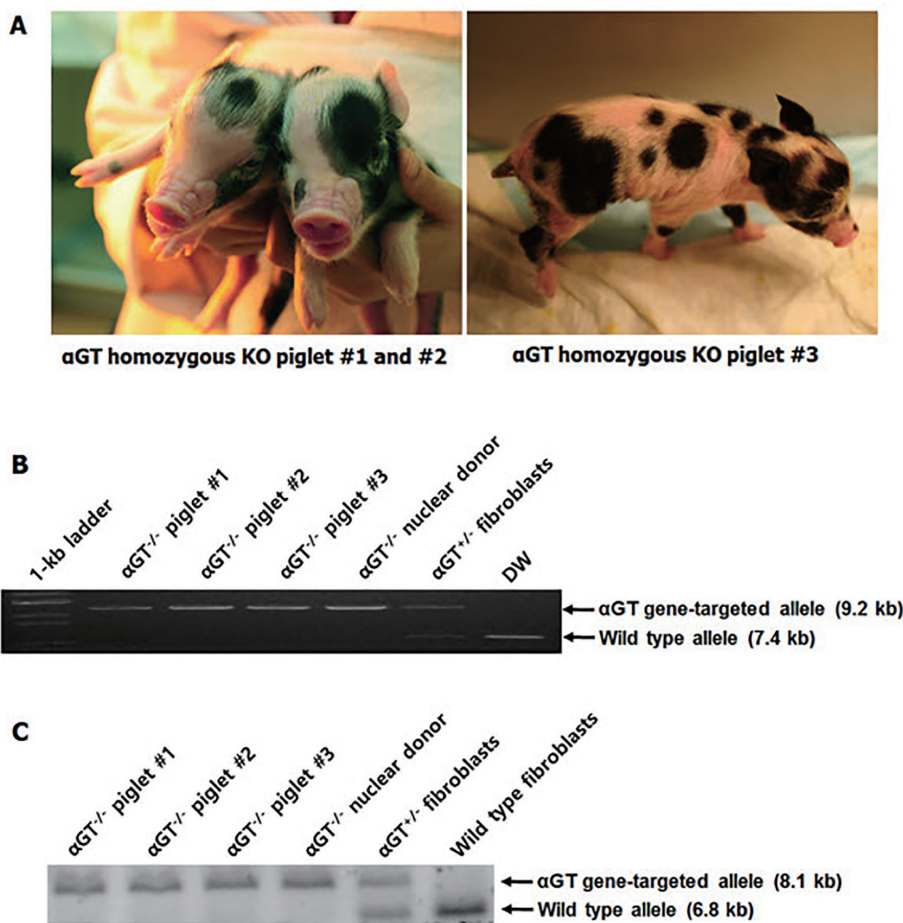 A
αGT homozygous KO piglet #1 and #2
αGT homozygous KO piglet #3
B
1-kb ladder
αGT-/- piglet #1
αGT-/- piglet #2
αGT-/- piglet #3
αGT-/- nuclear donor
αGT+/- fibroblasts
DW
αGT gene-targeted allele (9.2 kb)
Wild type allele (7.4 kb)
C
αGT-/- piglet #1
αGT-/- piglet #2
αGT-/- piglet #3
αGT-/- nuclear donor
αGT+/- fibroblasts
Wild type fibroblasts
αGT gene-targeted allele (8.1 kb)
Wild type allele (6.8 kb)